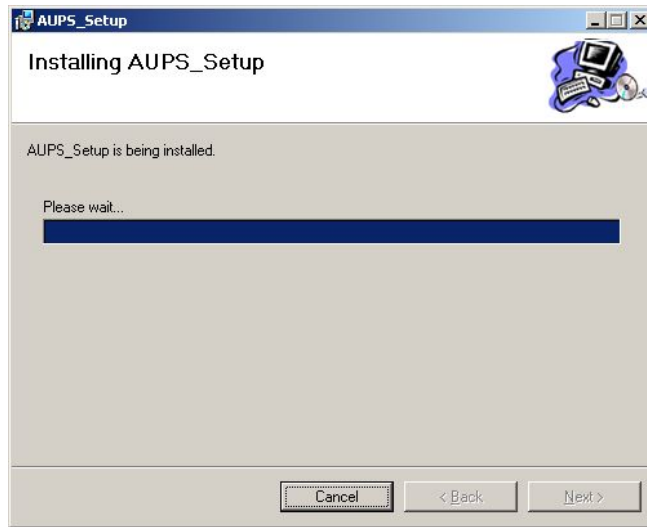 AUPS_Setup
Installing AUPS_Setup
AUPS_Setup is being installed.
Please wait...
Cancel
< Back
Next >